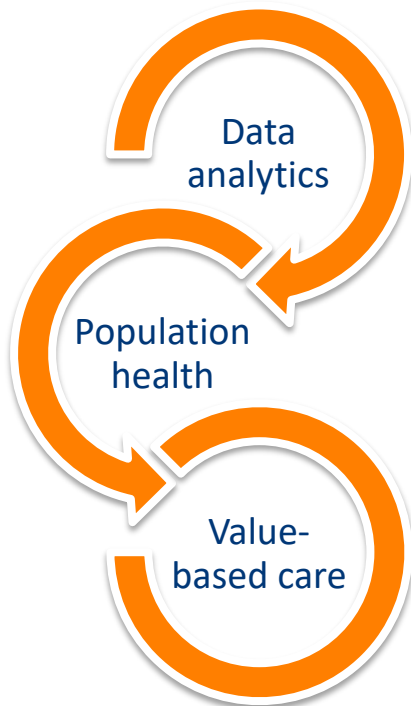 Data
analytics
Population
health
Value-
based care